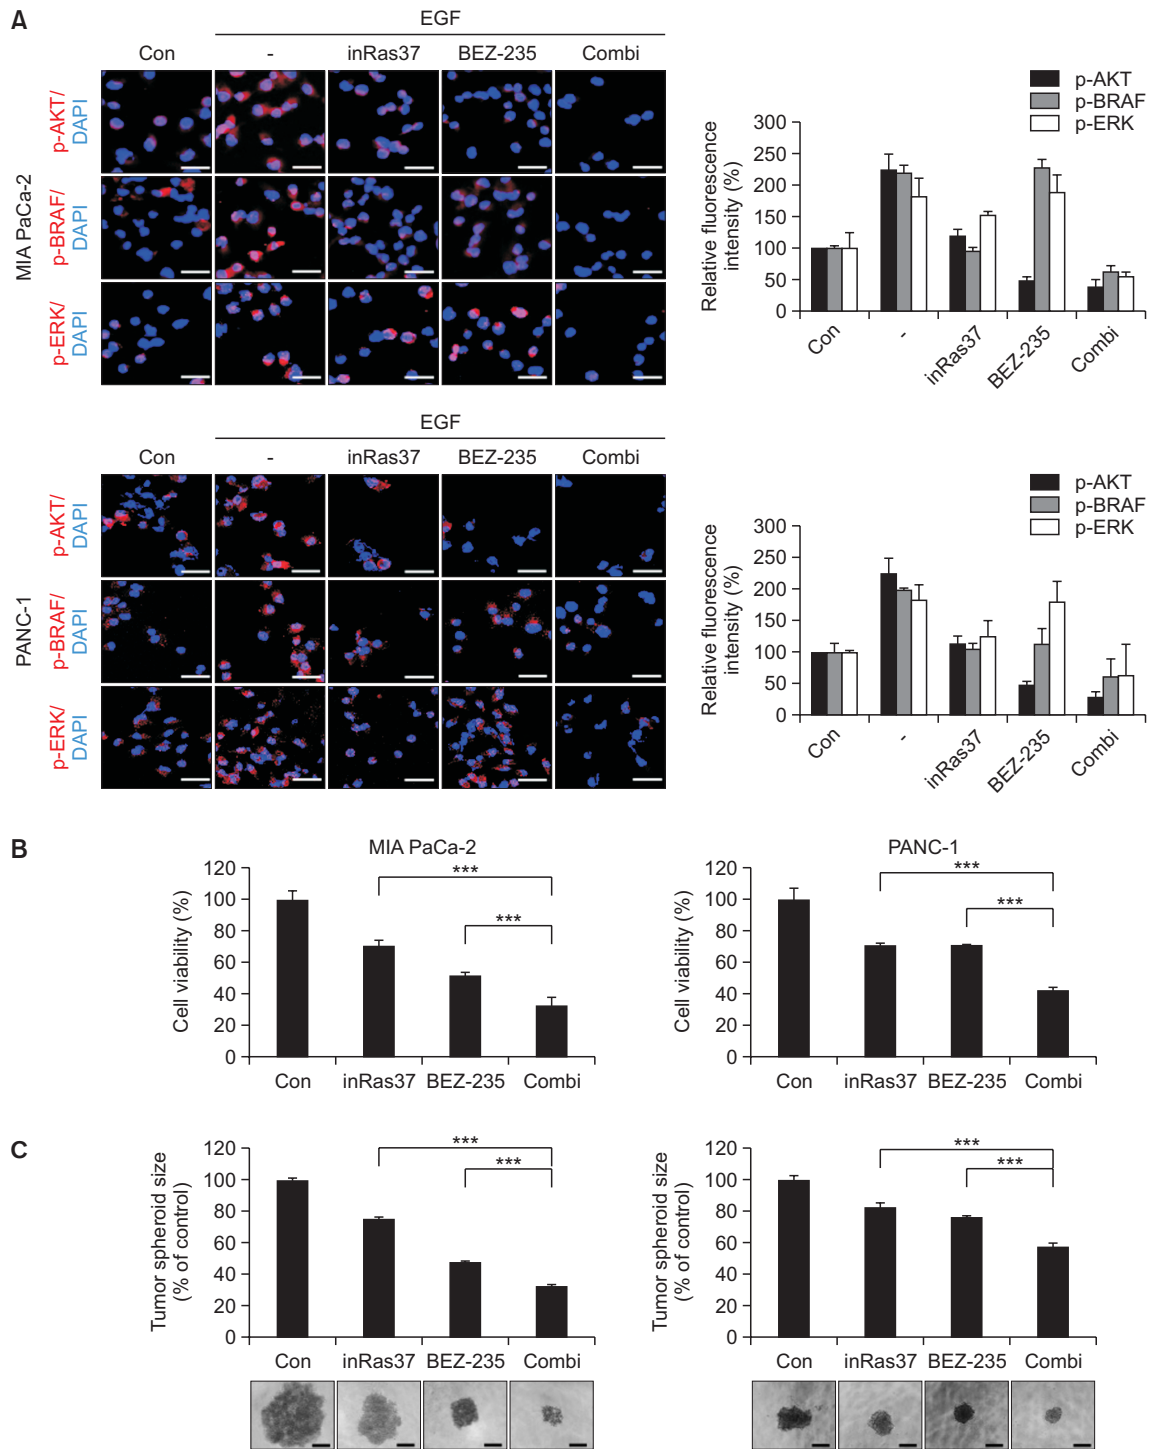 A
EGF
Con - inRas37 BEZ-235 Combi
MIA PaCa-2
p-AKT/
DAPI
p-BRAF/
DAPI
p-ERK/
DAPI
p-AKT
p-BRAF
p-ERK
Relative fluorescence
intensity (%)
300
250
200
150
100
50
0
Con - inRas37 BEZ-235 Combi
EGF
Con - inRas37 BEZ-235 Combi
PANC-1
p-AKT/
DAPI
p-BRAF/
DAPI
p-ERK/
DAPI
p-AKT
p-BRAF
p-ERK
Relative fluorescence
intensity (%)
300
250
200
150
100
50
0
Con - inRas37 BEZ-235 Combi
B
MIA PaCa-2
Cell viability (%)
120
100
80
60
40
20
0
***
***
Con inRas37 BEZ-235 Combi
PANC-1
Cell viability (%)
120
100
80
60
40
20
0
***
***
Con inRas37 BEZ-235 Combi
C
Tumor spheroid size
(% of control)
120
100
80
60
40
20
0
***
***
Con inRas37 BEZ-235 Combi
Tumor spheroid size
(% of control)
120
100
80
60
40
20
0
***
***
Con inRas37 BEZ-235 Combi